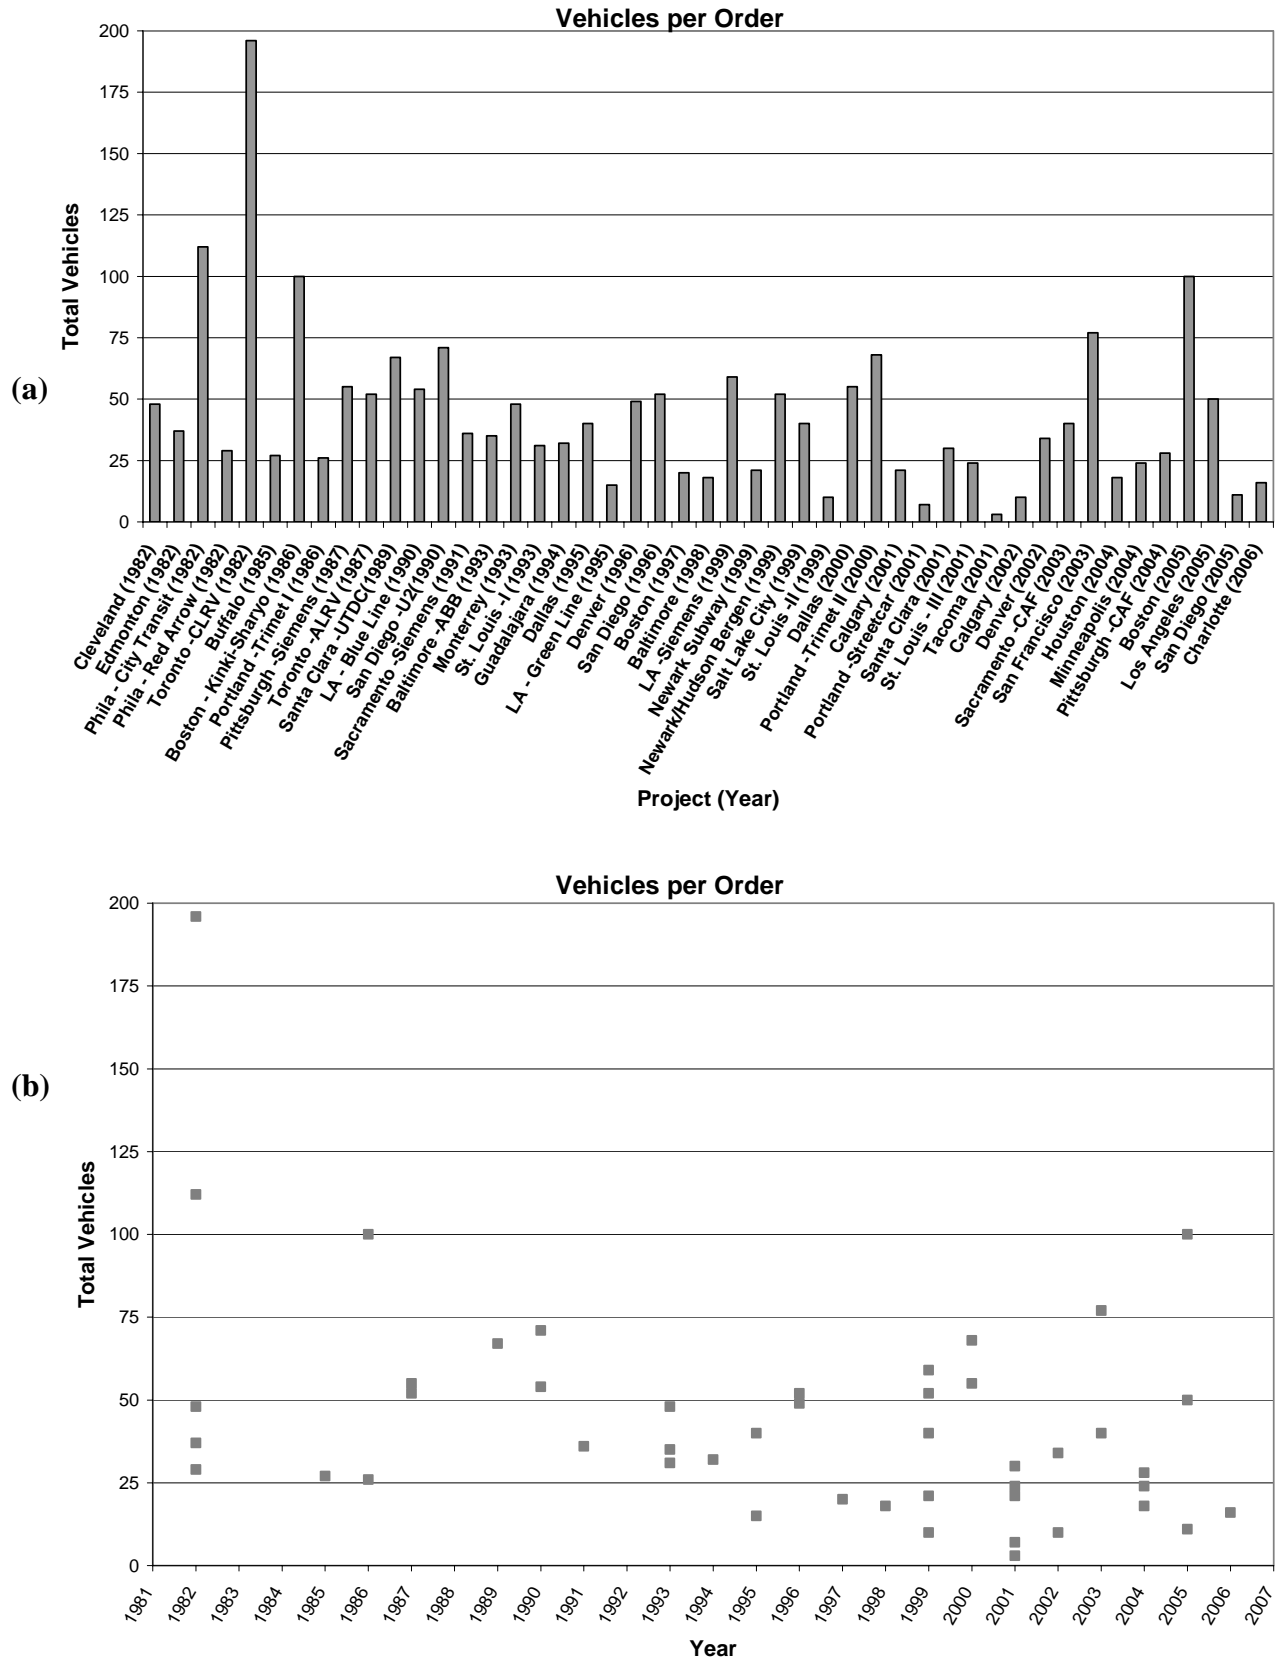 Vehicles per Order
200
175
150
125
100
75
50
25
0
Total Vehicles
(a)
Cleveland (1982)
Edmonton (1982)
Phila - City Transit (1982)
Phila - Red Arrow (1982)
Toronto -CLRV (1982)
Buffalo (1985)
Boston - Kinki-Sharyo (1986)
Portland -Trimet I (1986)
Pittsburgh -Siemens (1987)
Toronto -ALRV (1987)
Santa Clara -UTDC(1989)
LA - Blue Line (1990)
San Diego -U2(1990)
Sacramento -Siemens (1991)
Baltimore -ABB (1993)
Monterrey (1993)
St. Louis -I (1993)
Guadalajara (1994)
Dallas (1995)
LA - Green Line (1995)
Denver (1996)
San Diego (1996)
Boston (1997)
Baltimore (1998)
LA -Siemens (1999)
Newark Subway (1999)
Newark/Hudson Bergen (1999)
Salt Lake City (1999)
St. Louis -II (1999)
Dallas (2000)
Portland -Trimet II (2000)
Calgary (2001)
Portland -Streetcar (2001)
Santa Clara (2001)
St. Louis - III (2001)
Tacoma (2001)
Calgary (2002)
Denver (2002)
Sacramento -CAF (2003)
San Francisco (2003)
Houston (2004)
Minneapolis (2004)
Pittsburgh -CAF (2004)
Boston (2005)
Los Angeles (2005)
San Diego (2005)
Charlotte (2006)
Project (Year)
Vehicles per Order
200
175
150
125
100
75
50
25
0
Total Vehicles
(b)
1981
1982
1983
1984
1985
1986
1987
1988
1989
1990
1991
1992
1993
1994
1995
1996
1997
1998
1999
2000
2001
2002
2003
2004
2005
2006
2007
Year